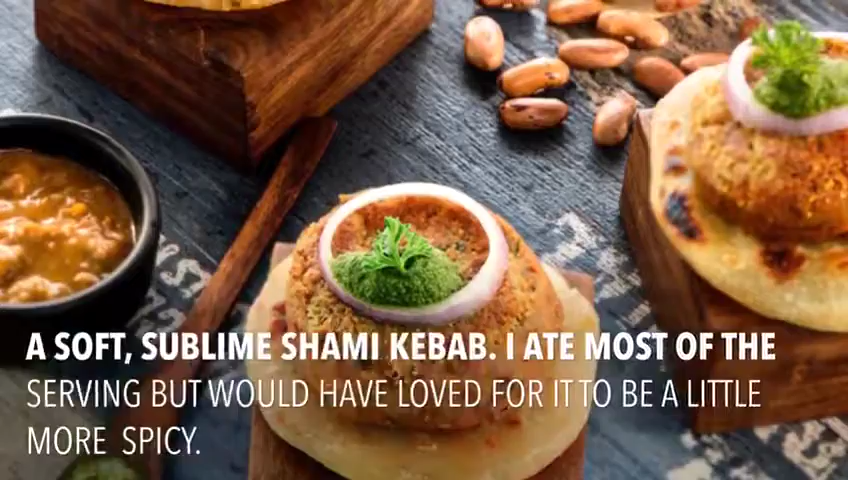 A SOFT, SUBLIME SHAMI KEBAB. I ATE MOST OF THE
SERVING BUT WOULD HAVE LOVED FOR IT TO BE A LITTLE
MORE SPICY.